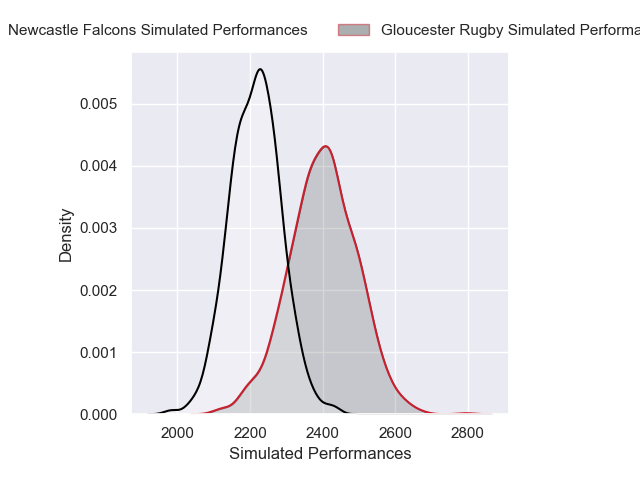 Newcastle Falcons Simulated Performances
Gloucester Rugby Simulated Performa
Density
0.005
0.004
0.003
0.002
0.001
0.000
2000 2200 2400 2600 2800
Simulated Performances